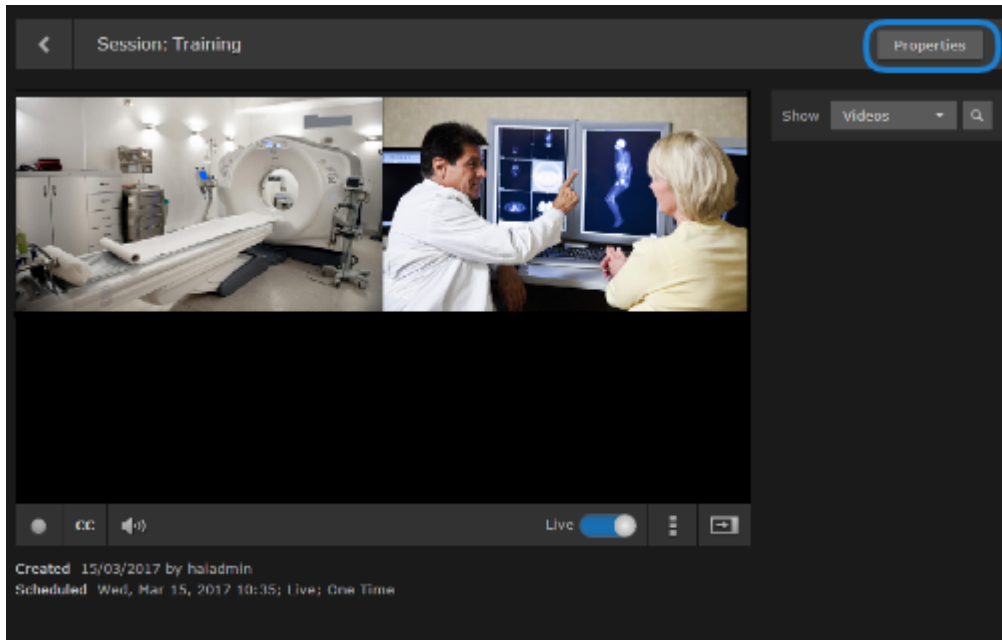 Session: Training
Properties
Show Videos
CC
Live
Created 15/03/2017 by haladmin
Scheduled Wed, Mar 15, 2017 10:35; Live; One Time